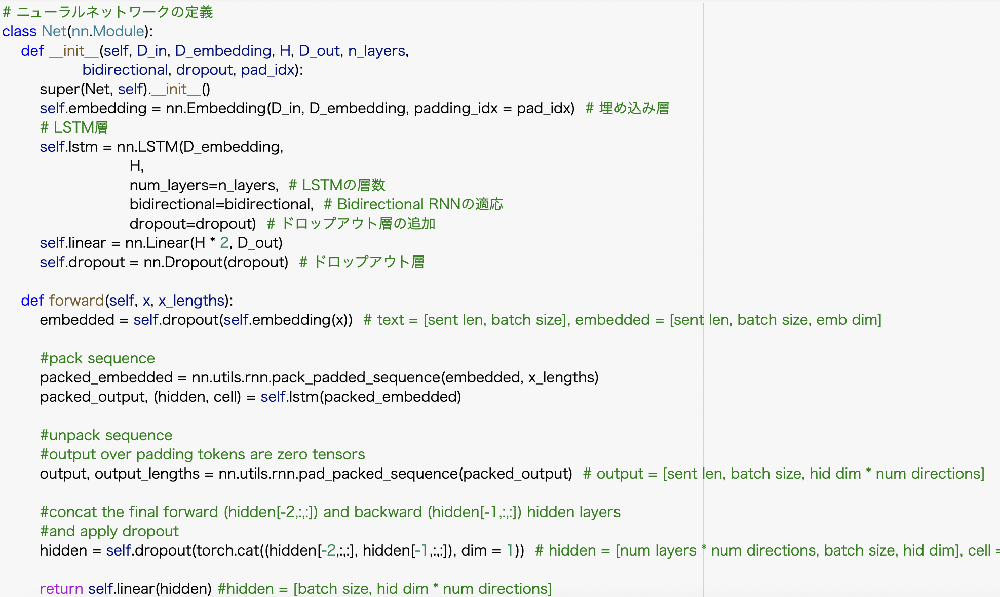 # ニューラルネットワークの定義
class Net(nn.Module):
def __init__(self, D_in, D_embedding, H, D_out, n_layers,
bidirectional, dropout, pad_idx):
super(Net, self).__init__()
self.embedding = nn.Embedding(D_in, D_embedding, padding_idx = pad_idx)  # 埋め込み層
# LSTM層
self.lstm = nn.LSTM(D_embedding,
H,
num_layers=n_layers,  # LSTMの層数
bidirectional=bidirectional,  # Bidirectional RNNの適応
dropout=dropout)  # ドロップアウト層の追加
self.linear = nn.Linear(H * 2, D_out)
self.dropout = nn.Dropout(dropout)  # ドロップアウト層
def forward(self, x, x_lengths):
embedded = self.dropout(self.embedding(x))  # text = [sent len, batch size], embedded = [sent len, batch size, emb dim]
#pack sequence
packed_embedded = nn.utils.rnn.pack_padded_sequence(embedded, x_lengths)
packed_output, (hidden, cell) = self.lstm(packed_embedded)
#unpack sequence
#output over padding tokens are zero tensors
output, output_lengths = nn.utils.rnn.pad_packed_sequence(packed_output)  # output = [sent len, batch size, hid dim * num directions]
#concat the final forward (hidden[-2,:,:]) and backward (hidden[-1,:,:]) hidden layers
#and apply dropout
hidden = self.dropout(torch.cat((hidden[-2,:,:], hidden[-1,:,:]), dim = 1))  # hidden = [num layers * num directions, batch size, hid dim], cell =
return self.linear(hidden) #hidden = [batch size, hid dim * num directions]